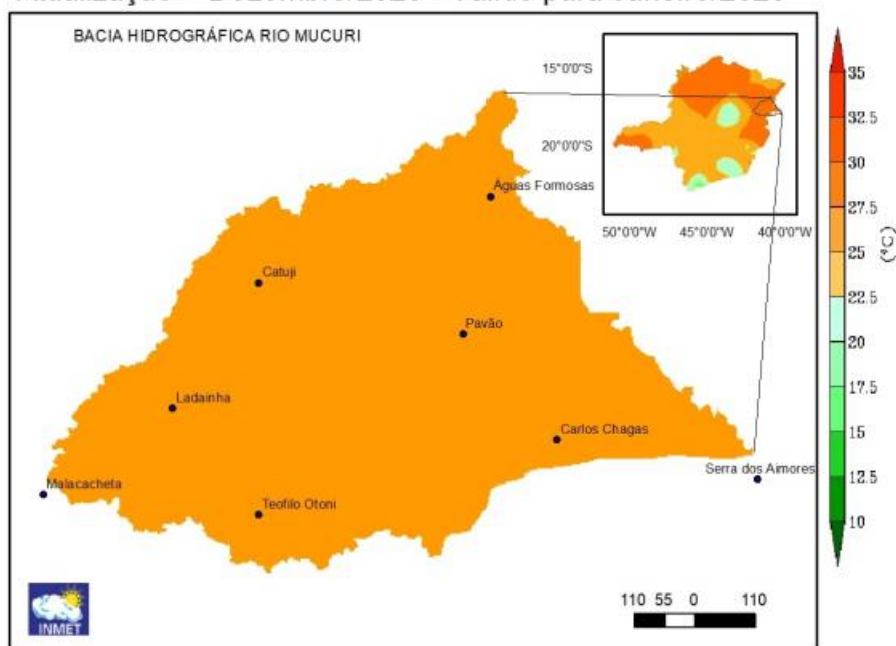 BACIA HIDROGRÁFICA RIO MUCURI
15°0'0"S
20°0'0"S
50°0'0"W 45°0'0"W 40°0'0"W
35
32.5
30
27.5
25
22.5
20
17.5
15
12.5
10
(°C)
Águas Formosas
Catuji
Pavão
Ladainha
Carlos Chagas
Serra dos Aimores
Malacacheta
Teofilo Otoni
INMET
110 55 0 110